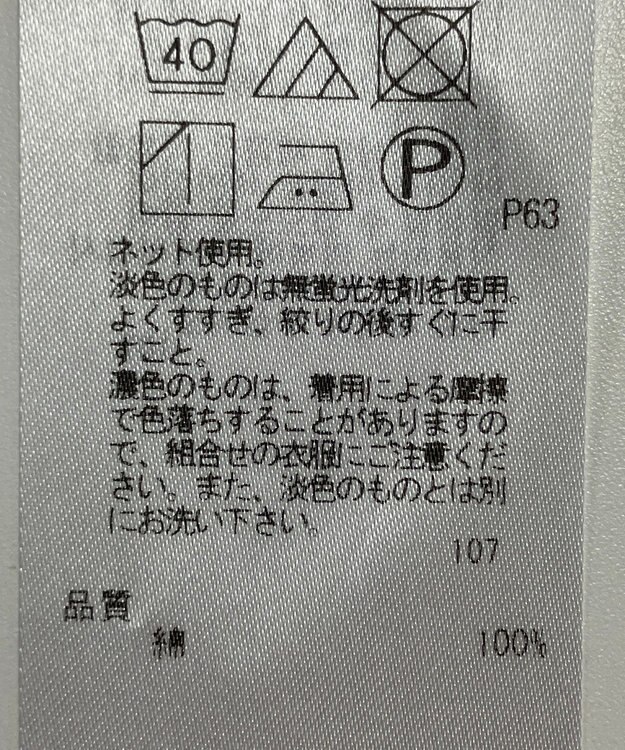 40
P
P63
ネット使用。
淡色のものは無蛍光洗剤を使用。
よくすすぎ、絞りの後すぐに干
すこと。
濃色のものは、着用による摩擦
で色落ちすることがありますの
で、組合せの衣服にご注意くだ
さい。また、淡色のものとは別
にお洗い下さい。
107
品質
綿 100%